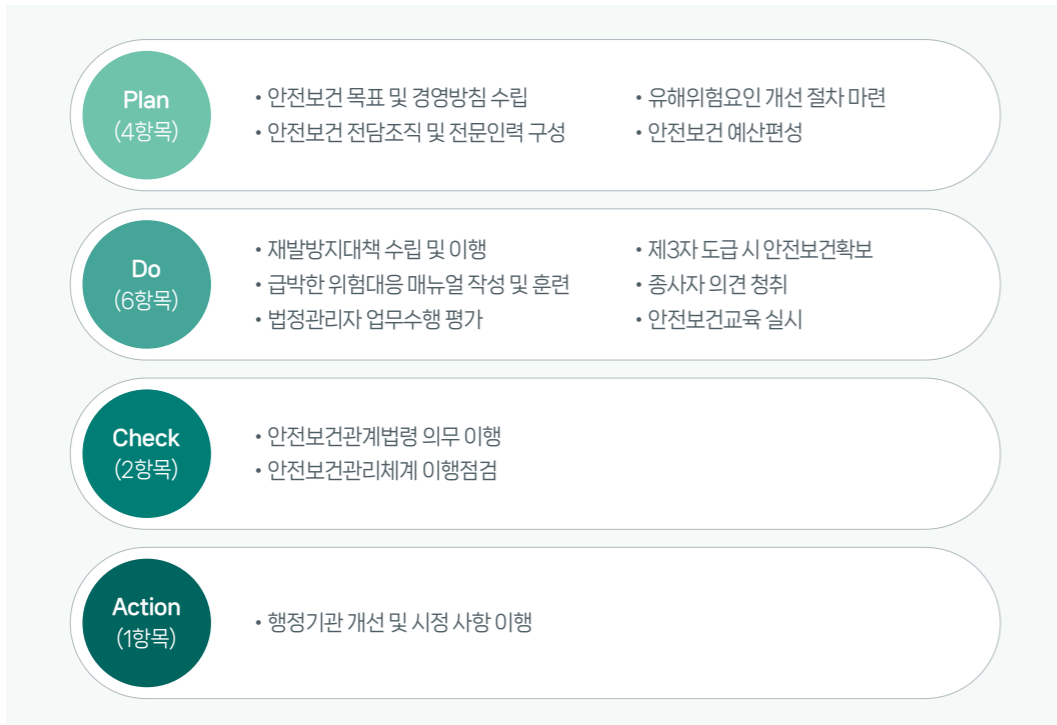 Plan
(4항목)
• 안전보건 목표 및 경영방침 수립
• 안전보건 전담조직 및 전문인력 구성
• 유해위험요인 개선 절차 마련
• 안전보건 예산편성
Do
(6항목)
• 재발방지대책 수립 및 이행
• 급박한 위험대응 매뉴얼 작성 및 훈련
• 법정관리자 업무수행 평가
• 제3자 도급 시 안전보건확보
• 종사자 의견 청취
• 안전보건교육 실시
Check
(2항목)
• 안전보건관계법령 의무 이행
• 안전보건관리체계 이행점검
Action
(1항목)
• 행정기관 개선 및 시정 사항 이행